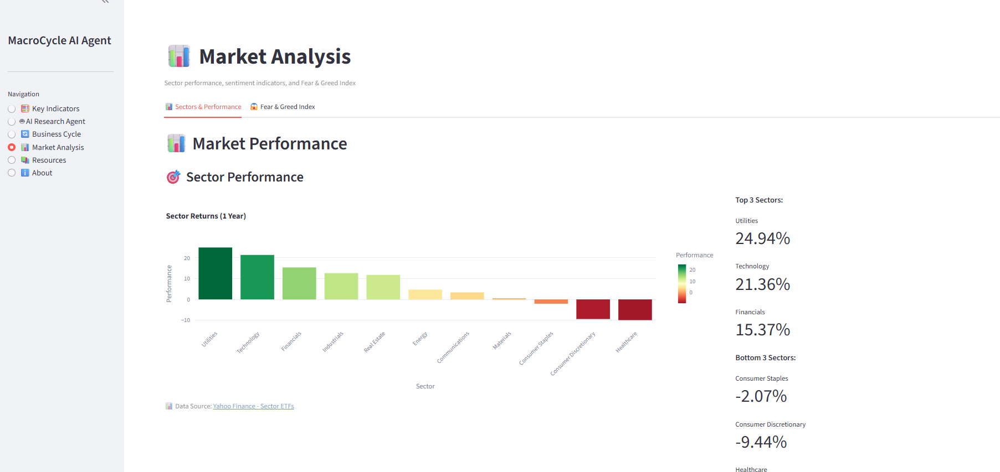 MacroCycle AI Agent
Navigation
Key Indicators
AI Research Agent
Business Cycle
Market Analysis
Resources
About
Market Analysis
Sector performance, sentiment indicators, and Fear & Greed Index
Sectors & Performance
Fear & Greed Index
Market Performance
Sector Performance
Sector Returns (1 Year)
Performance
20
10
0
−10
Utilities
Technology
Financials
Industrials
Real Estate
Energy
Communications
Materials
Consumer Staples
Consumer Discretionary
Healthcare
Sector
Performance
20
10
0
Data Source: Yahoo Finance - Sector ETFs
Top 3 Sectors:
Utilities
24.94%
Technology
21.36%
Financials
15.37%
Bottom 3 Sectors:
Consumer Staples
-2.07%
Consumer Discretionary
-9.44%
Healthcare